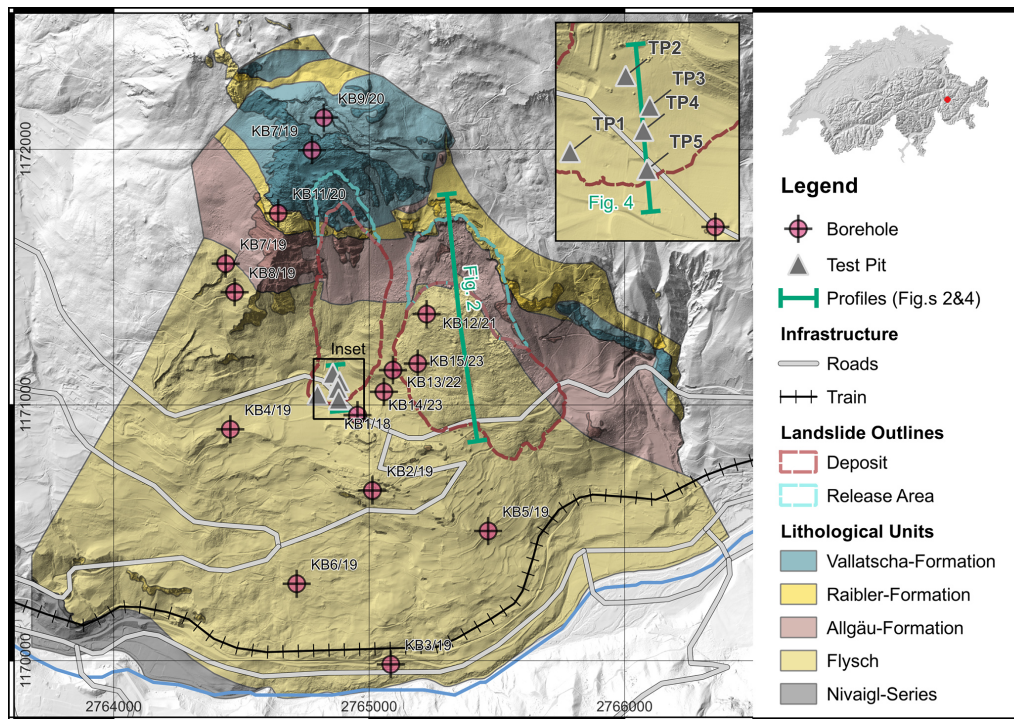 KB9/20
KB7/19
KB11/20
KB7/19
KB8/19
Fig. 2
KB12/21
Inset
KB15/23
KB13/22
KB14/23
KB4/19
KB1/18
KB2/19
KB5/19
KB6/19
KB3/19
1172000
1171000
1170000
2764000
2765000
2766000
TP2
TP3
TP4
TP1
TP5
Fig. 4
Legend
Borehole
Test Pit
Profiles (Fig.s 2&4)
Infrastructure
Roads
Train
Landslide Outlines
Deposit
Release Area
Lithological Units
Vallatscha-Formation
Raibler-Formation
Allgäu-Formation
Flysch
Nivaigl-Series